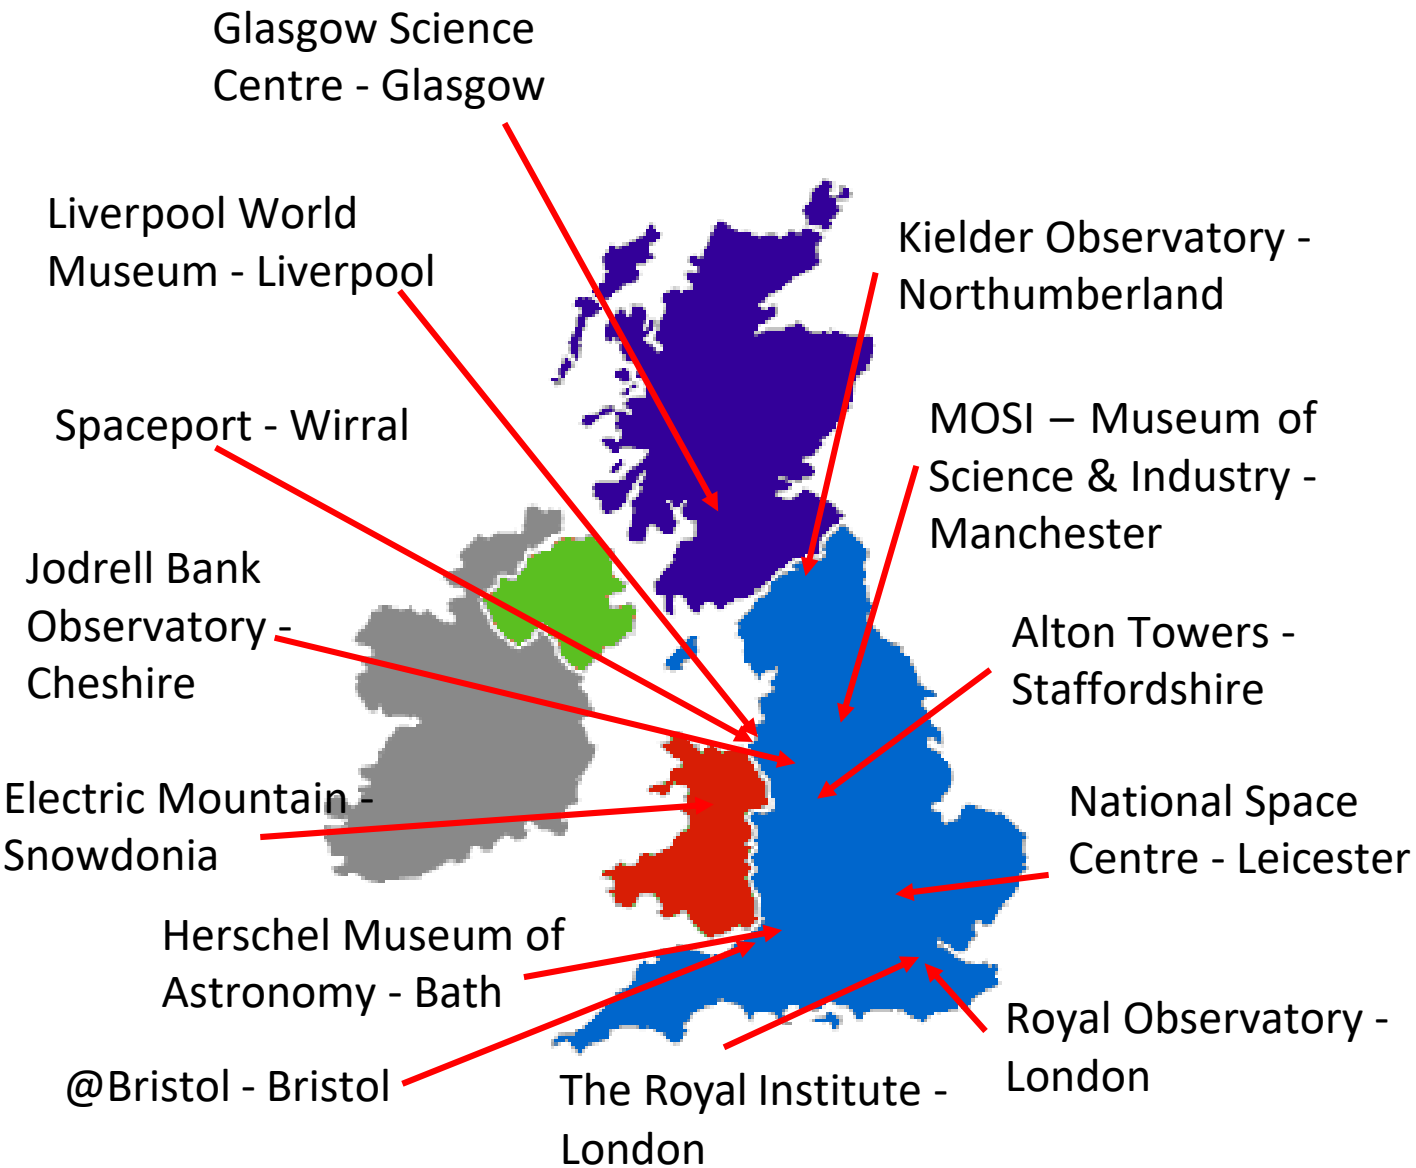 Glasgow Science
Centre - Glasgow
Liverpool World
Museum - Liverpool
Kielder Observatory -
Northumberland
Spaceport - Wirral
MOSI – Museum of
Science & Industry -
Manchester
Jodrell Bank
Observatory -
Cheshire
Alton Towers -
Staffordshire
Electric Mountain -
Snowdonia
National Space
Centre - Leicester
Herschel Museum of
Astronomy - Bath
Royal Observatory -
London
@Bristol - Bristol
The Royal Institute -
London